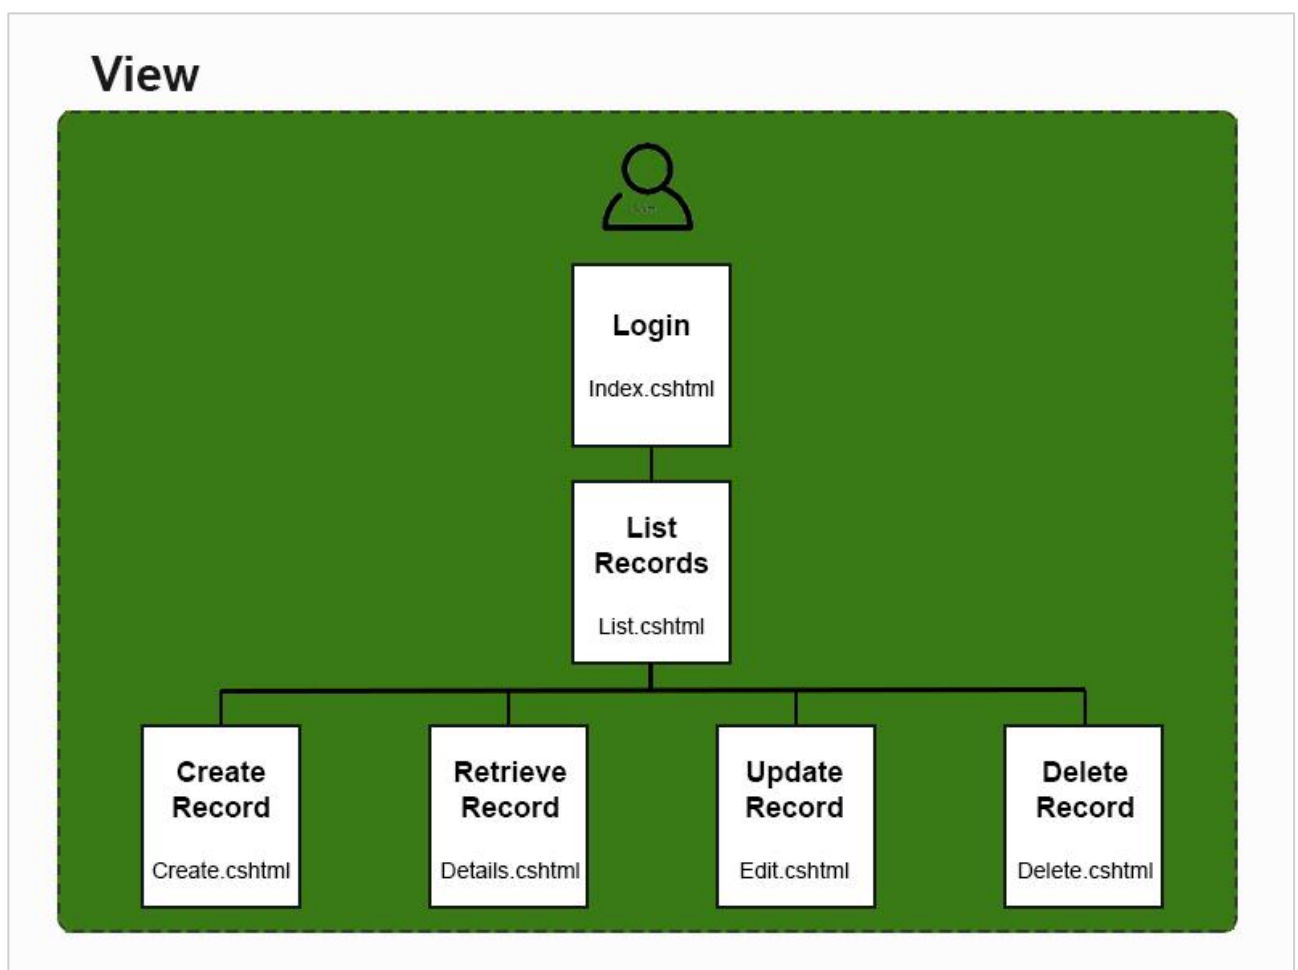 View
Login
Index.cshtml
List
Records
List.cshtml
Create
Record
Create.cshtml
Retrieve
Record
Details.cshtml
Update
Record
Edit.cshtml
Delete
Record
Delete.cshtml